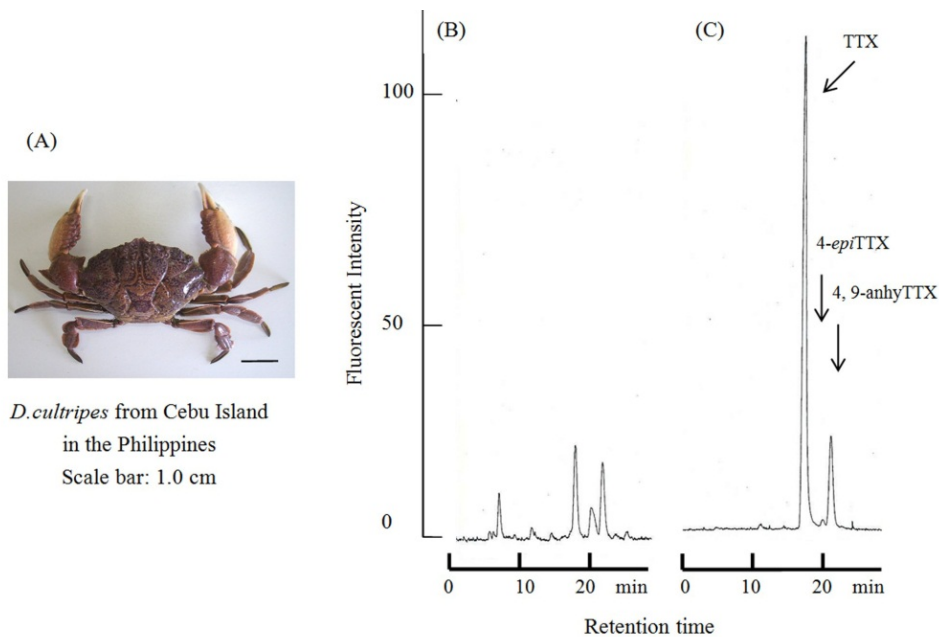 (A)
D.cultripes from Cebu Island
in the Philippines
Scale bar: 1.0 cm
(B)
(C)
Fluorescent Intensity
100
50
0
TTX
4-epiTTX
4, 9-anhyTTX
0 10 20 min
0 10 20 min
Retention time